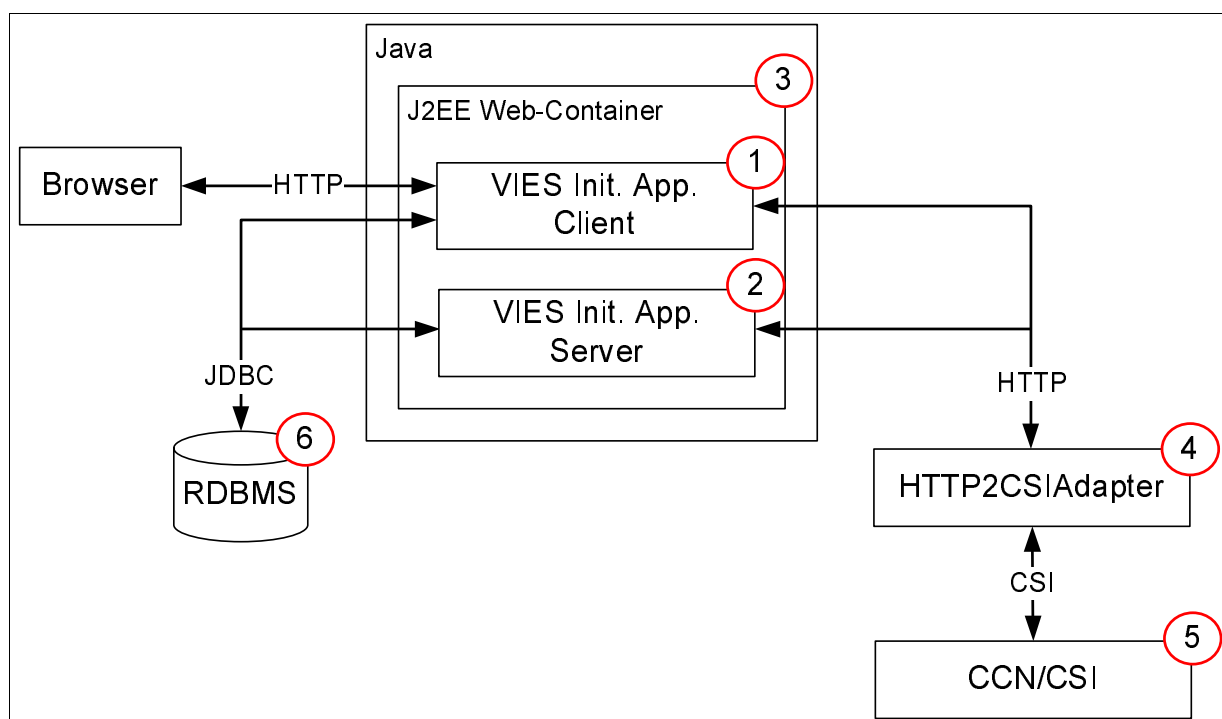 Java
3
J2EE Web-Container
1
Browser
HTTP
VIES Init. App.
Client
2
VIES Init. App.
Server
JDBC
HTTP
6
RDBMS
4
HTTP2CSIAdapter
CSI
5
CCN/CSI